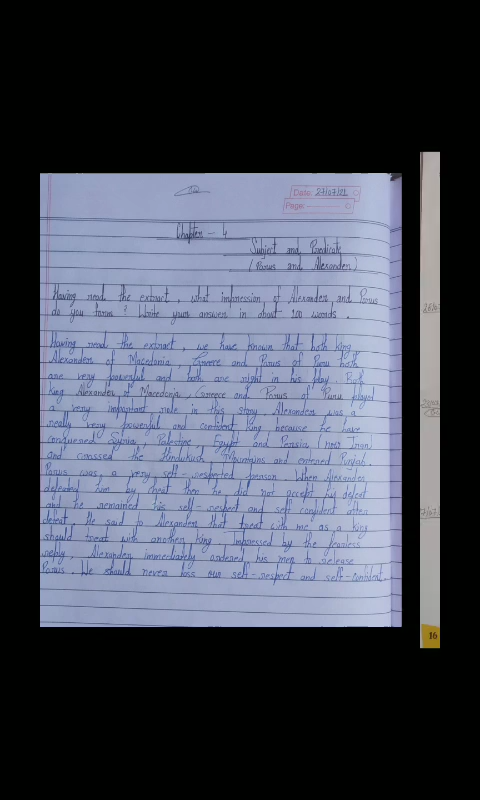 Date: 27/07/21
Page:
Chapter - 4
Subject and Predicate
(Porus and Alexander)
Having read the extract, what impression of Alexander, and Porus
do you form? Write your answer in about 100 words.
Having read the extract, we have known that both king
Alexander of Macedonia, Greece and Porus of Puru both
are very powerful and both are right in his play. Both
king Alexander of Macedonia, Greece and Porus of Puru played
a very important role in this story. Alexander was a
really very powerful and confident king because he have
conquered Syria, Palestine, Egypt and Persia (now Iran)
and crossed the Hindukush Mountains and entered Punjab.
Porus was a very self-respected person. When Alexander
defeated him by cheat then he did not accept his defeat
and he remained his self-respect and self confident after
defeat. He said to Alexander that treat with me as a king
should treat with another king. Impressed by the fearless
reply, Alexander immediately ordered his men to release
Porus. We should never loss our self-respect and self-confident.
16